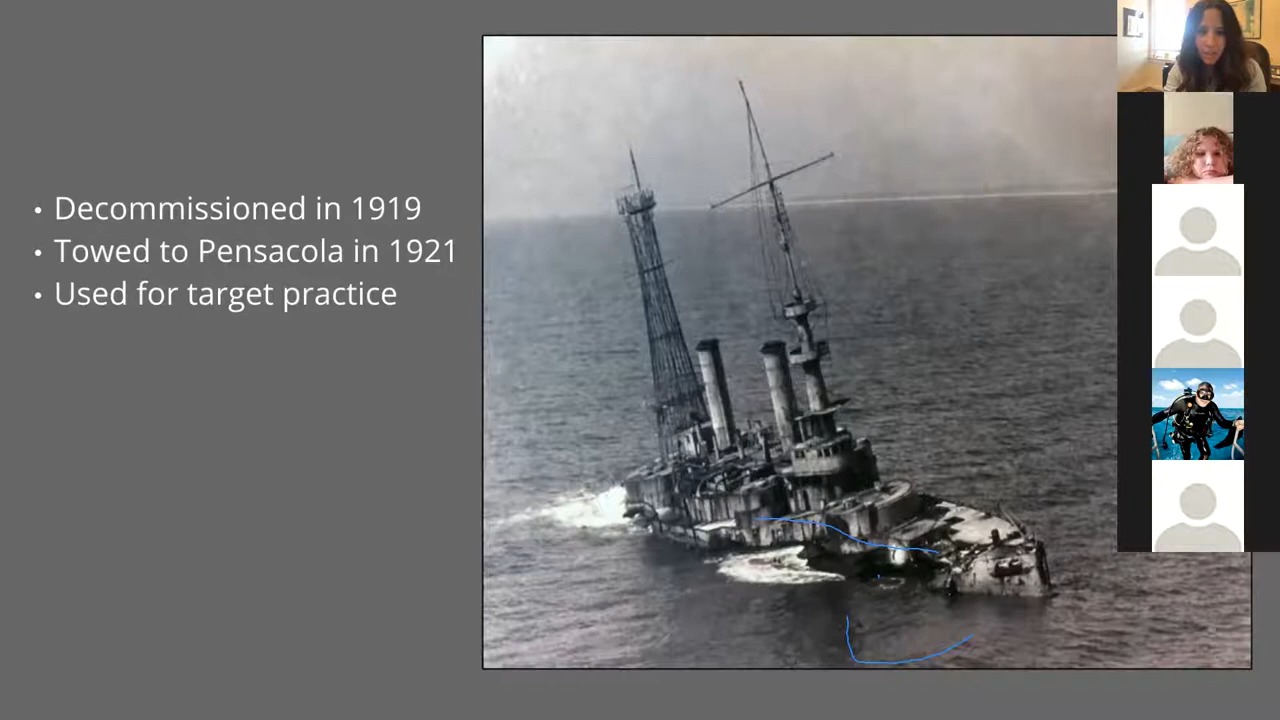 • Decommissioned in 1919
• Towed to Pensacola in 1921
• Used for target practice